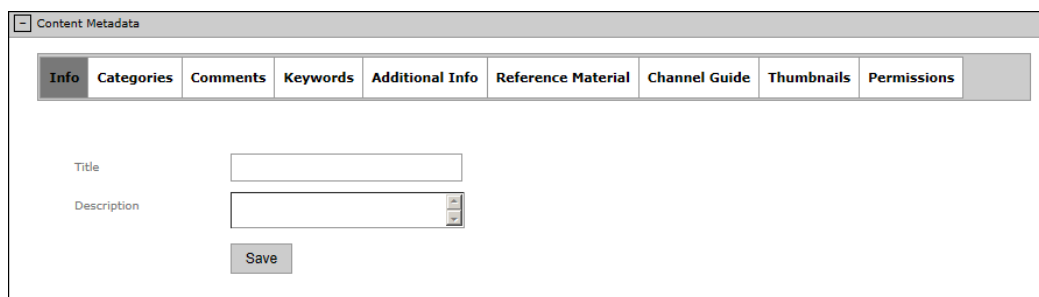 Content Metadata
Info Categories Comments Keywords Additional Info Reference Material Channel Guide Thumbnails Permissions
Title
Description
Save